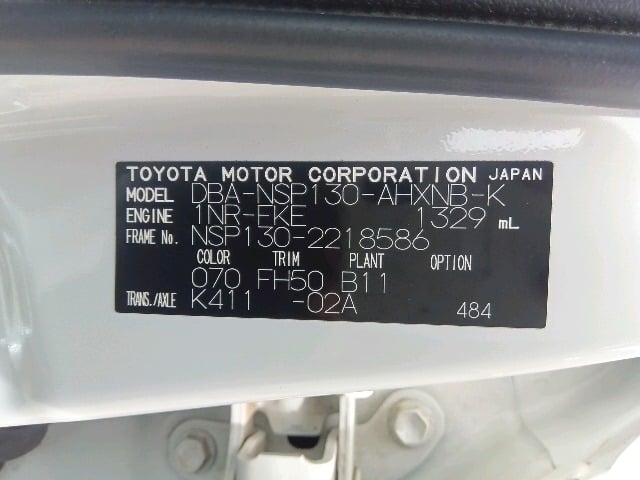 TOYOTA MOTOR CORPORATION JAPAN
MODEL DBA-NSP130-AHXNB-K
ENGINE 1NR-FKE 1329 mL
FRAME No. NSP130-2218586
COLOR TRIM PLANT OPTION
070 FH50 B11
TRANS./AXLE K411 -02A 484